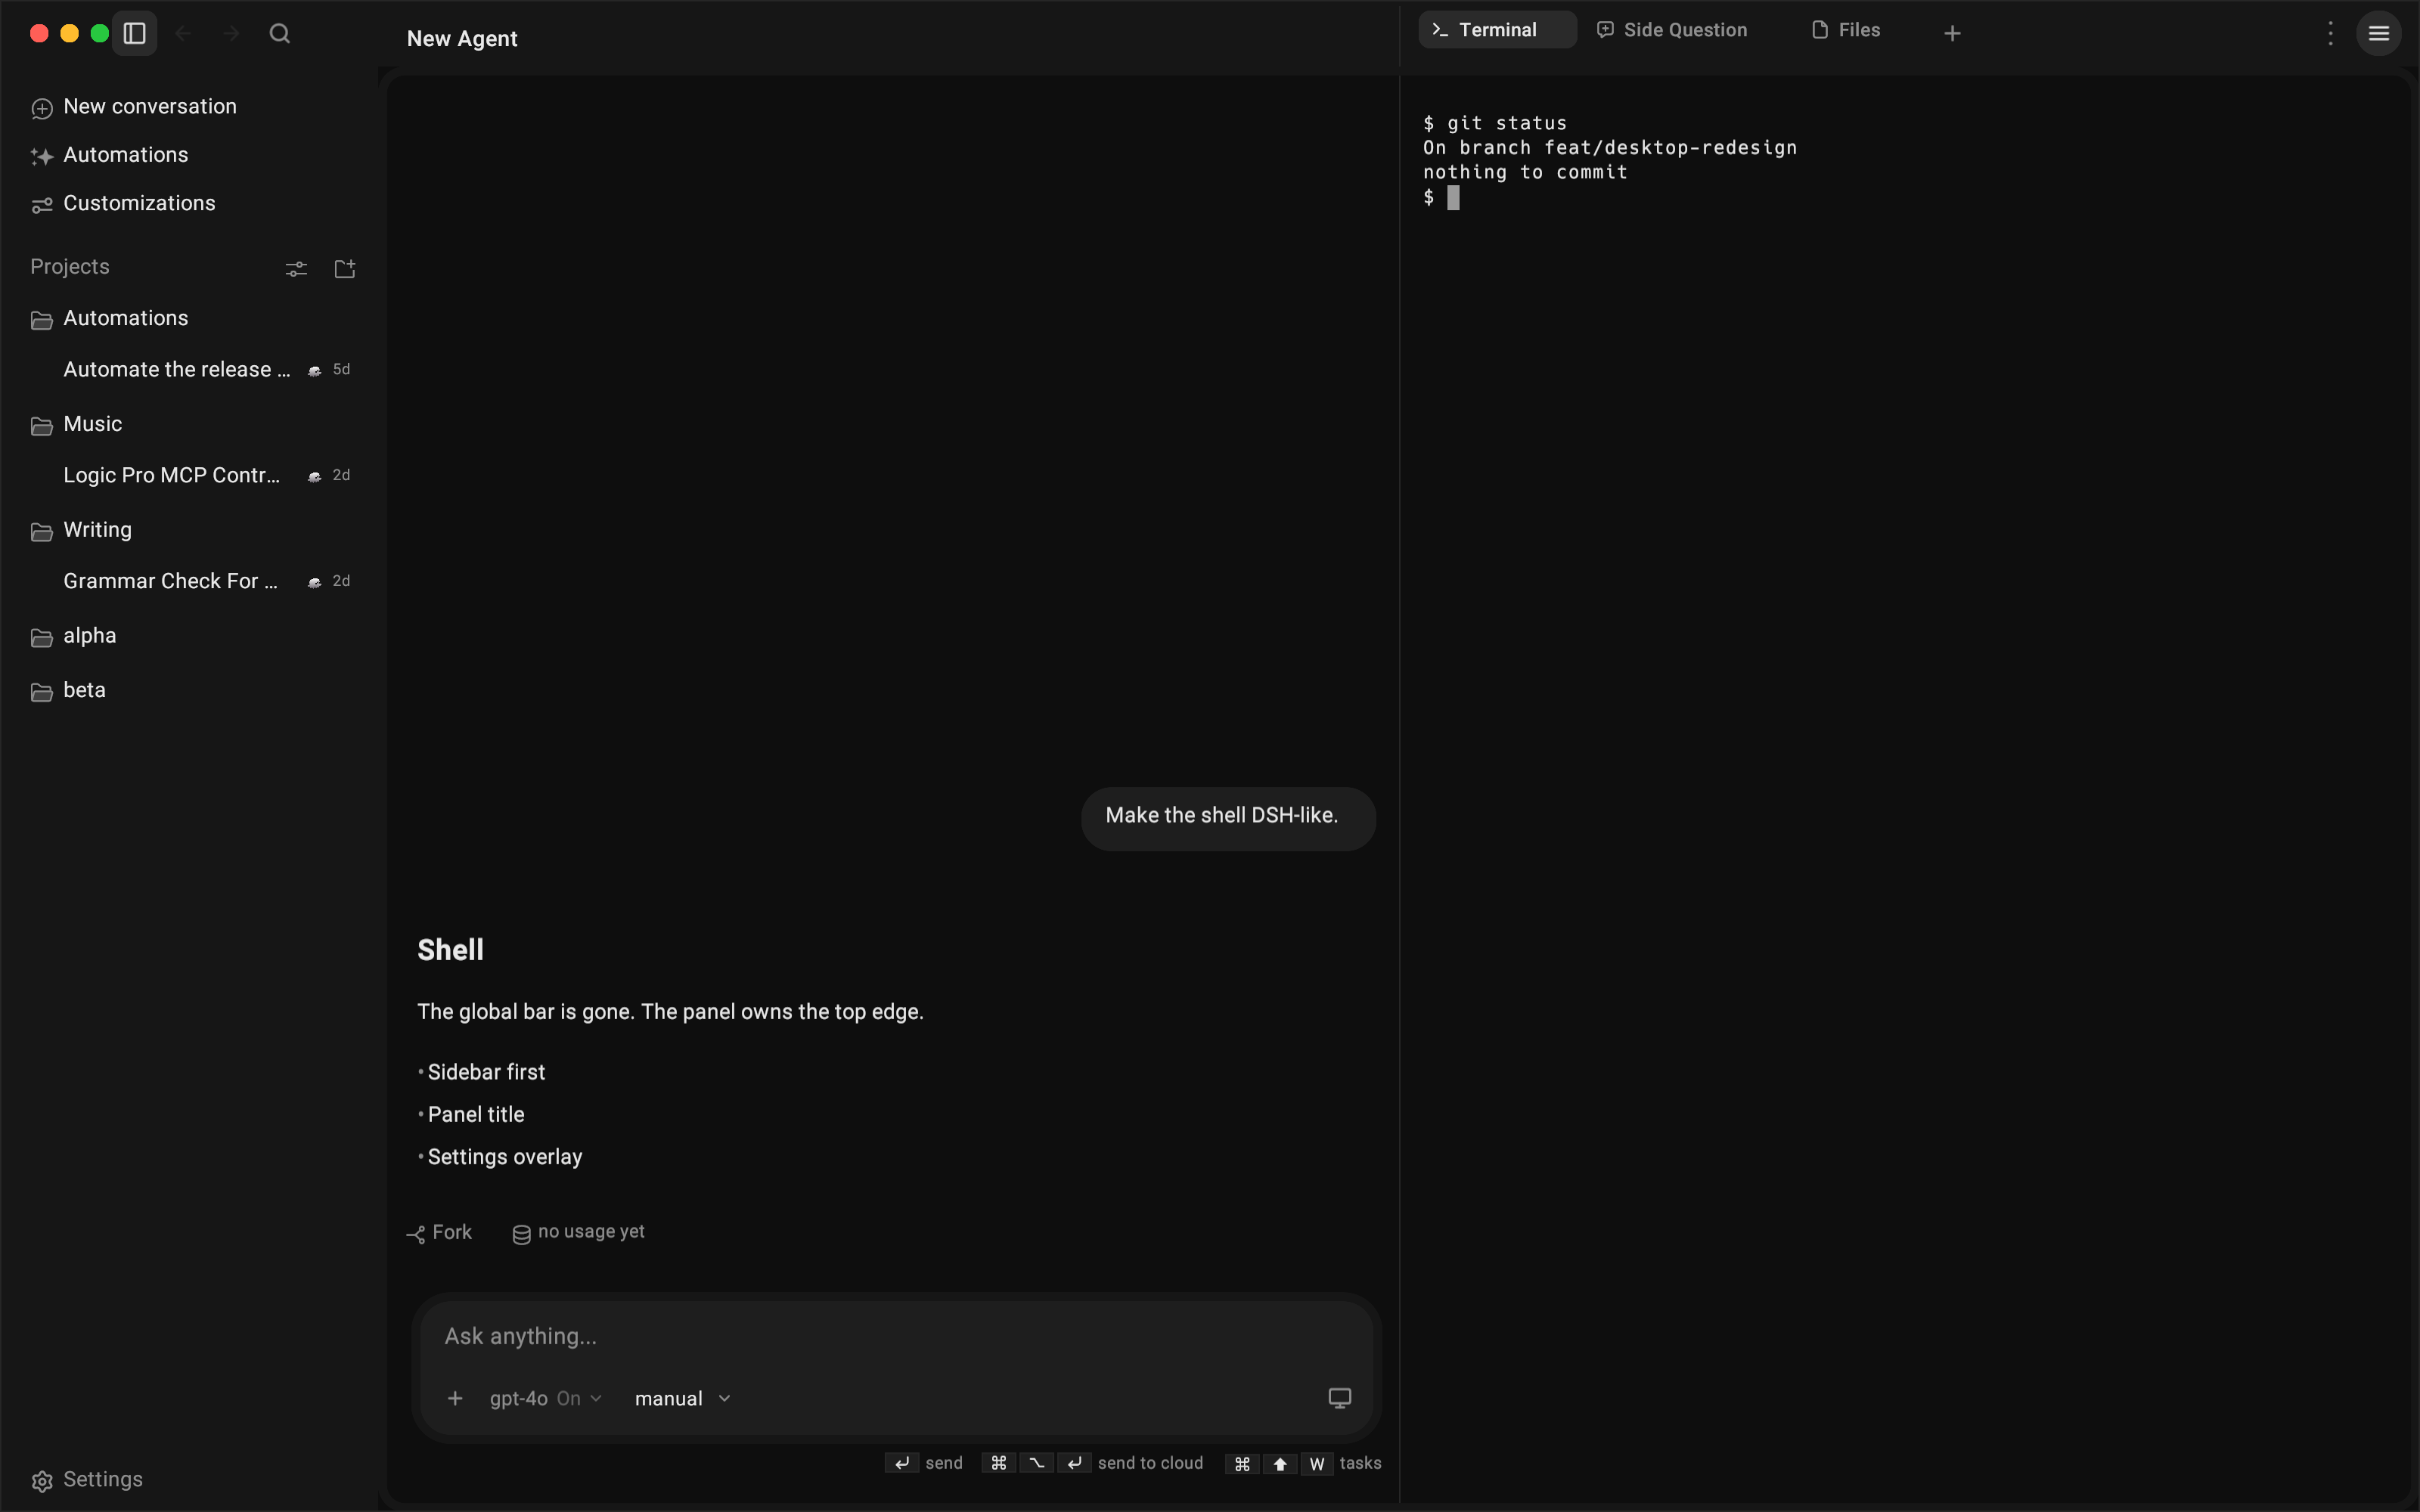 New Agent
Terminal
Side Question
Files
New conversation
Automations
Customizations
Projects
Automations
Automate the release ... 5d
Music
Logic Pro MCP Contr... 2d
Writing
Grammar Check For ... 2d
alpha
beta
Settings
Make the shell DSH-like.
Shell
The global bar is gone. The panel owns the top edge.
• Sidebar first
• Panel title
• Settings overlay
Fork
no usage yet
Ask anything...
gpt-4o On
manual
↵ send ⌘ ⌥ ↵ send to cloud ⌘ ⬆ W tasks
$ git status
On branch feat/desktop-redesign
nothing to commit
$